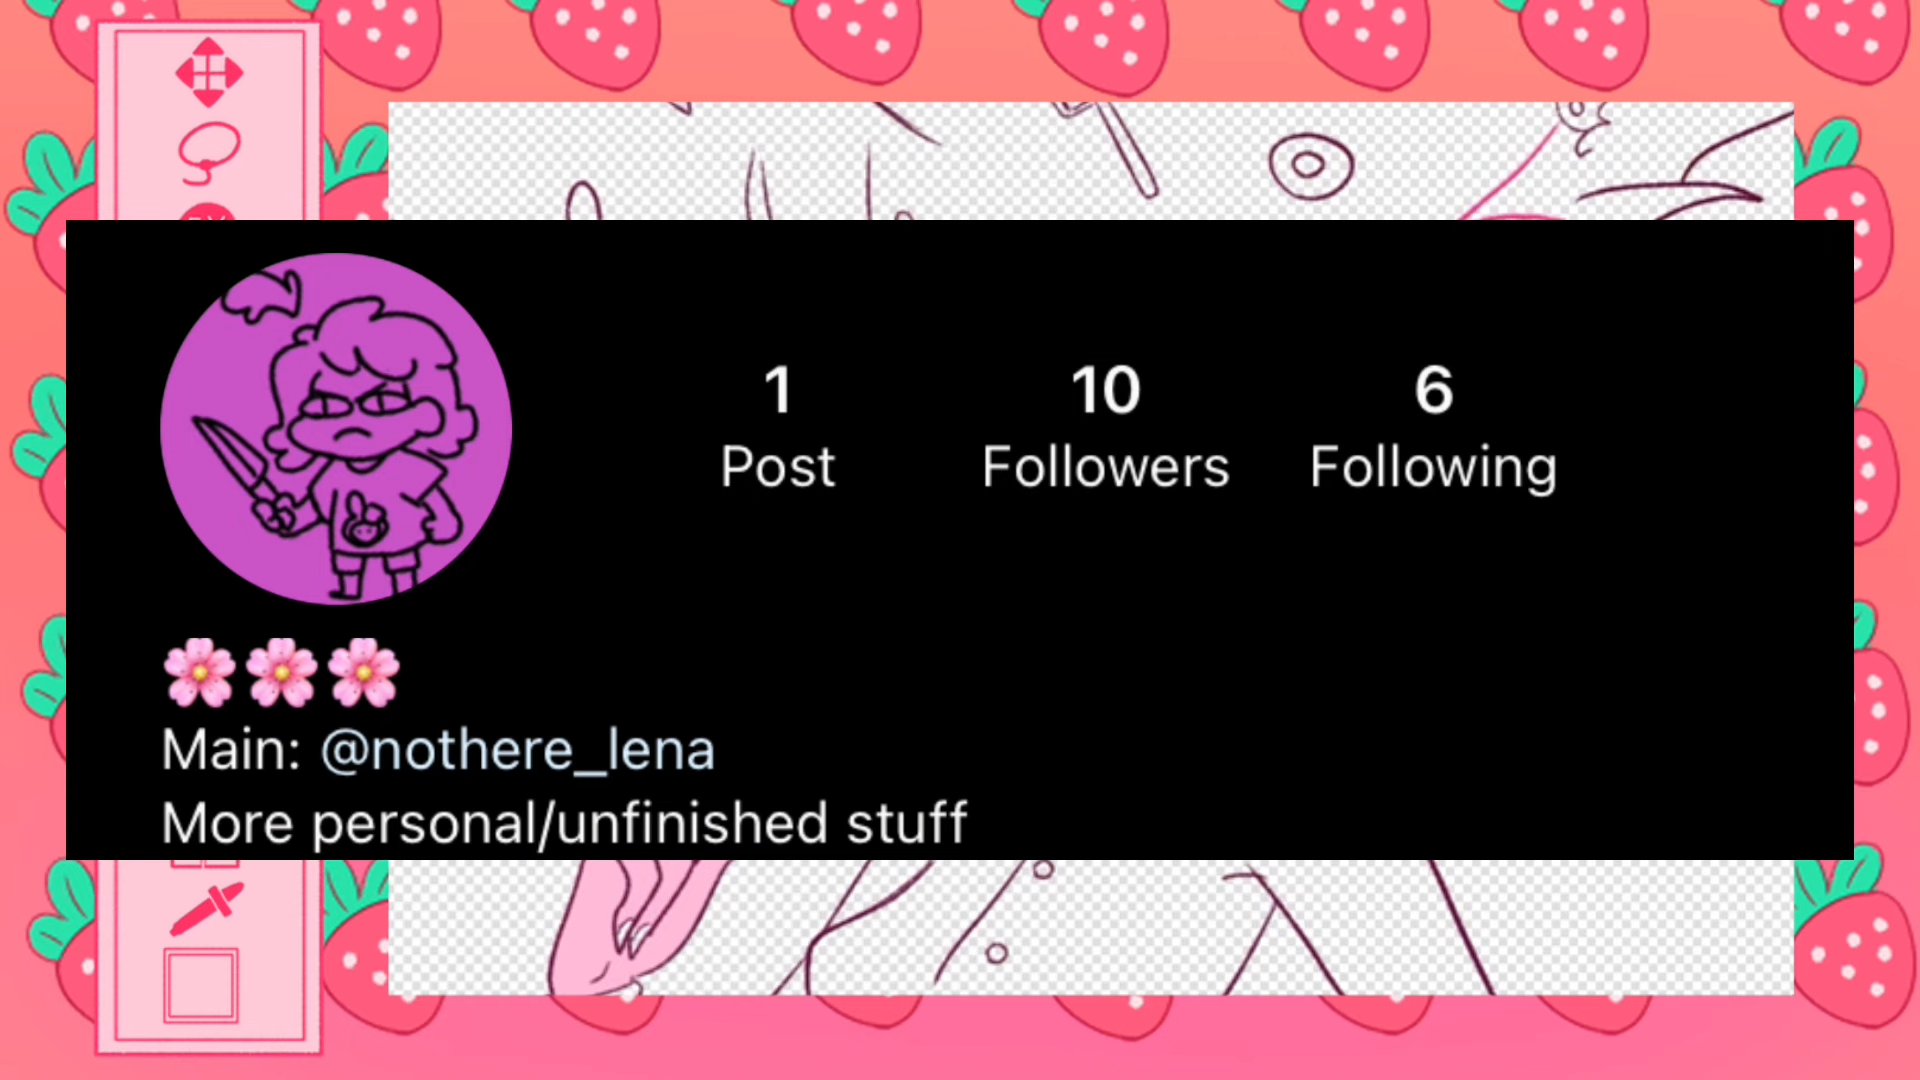 1 10 6
Post Followers Following
🌸🌸🌸
Main: @nothere_lena
More personal/unfinished stuff